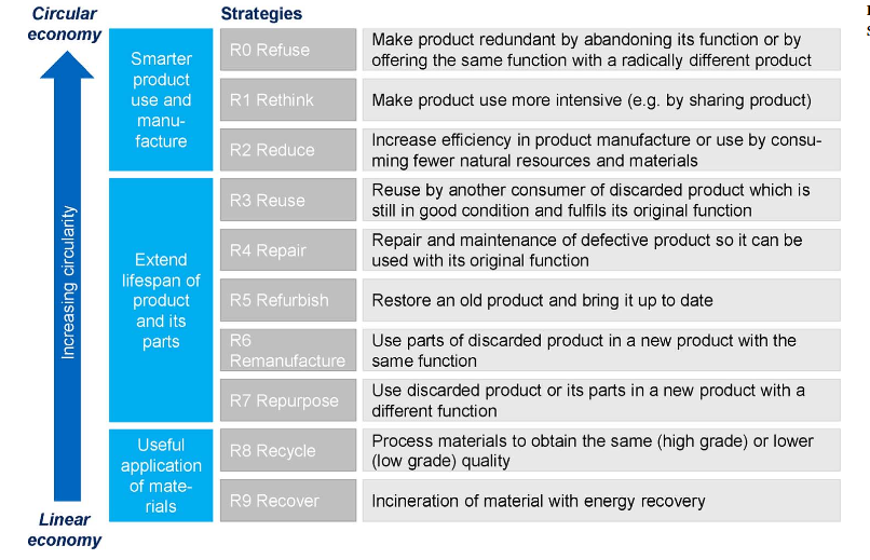 Circular
economy
Strategies
Smarter
product
use and
manu-
facture
R0 Refuse
Make product redundant by abandoning its function or by
offering the same function with a radically different product
R1 Rethink
Make product use more intensive (e.g. by sharing product)
R2 Reduce
Increase efficiency in product manufacture or use by consu-
ming fewer natural resources and materials
Increasing circularity
Extend
lifespan of
product
and its
parts
R3 Reuse
Reuse by another consumer of discarded product which is
still in good condition and fulfils its original function
R4 Repair
Repair and maintenance of defective product so it can be
used with its original function
R5 Refurbish
Restore an old product and bring it up to date
R6
Remanufacture
Use parts of discarded product in a new product with the
same function
R7 Repurpose
Use discarded product or its parts in a new product with a
different function
Useful
application
of mate-
rials
R8 Recycle
Process materials to obtain the same (high grade) or lower
(low grade) quality
R9 Recover
Incineration of material with energy recovery
Linear
economy